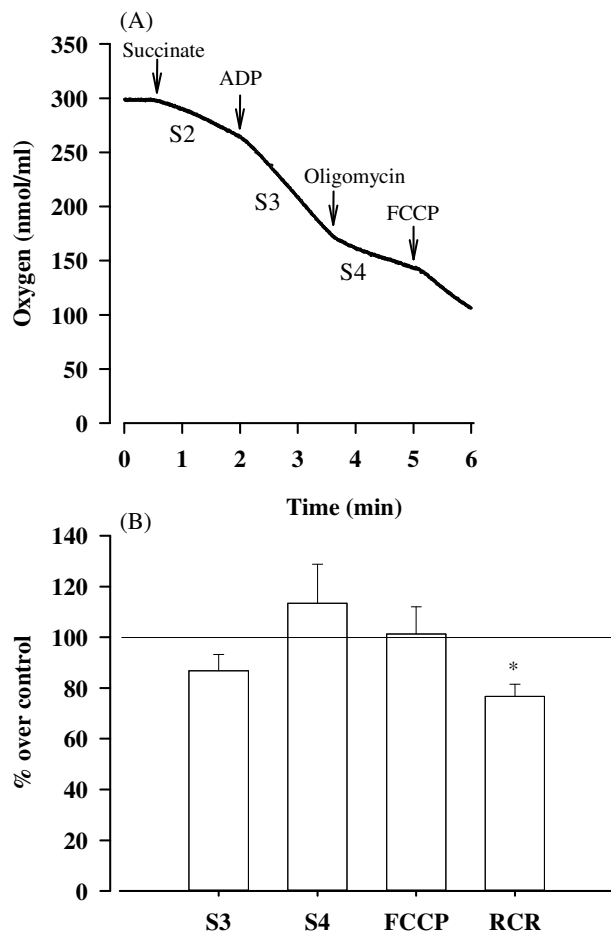 (A)
350
300
250
200
150
100
50
0
Oxygen (nmol/ml)
Succinate
ADP
Oligomycin
FCCP
S2
S3
S4
0 1 2 3 4 5 6
Time (min)
(B)
140
120
100
80
60
40
20
0
% over control
*
S3 S4 FCCP RCR